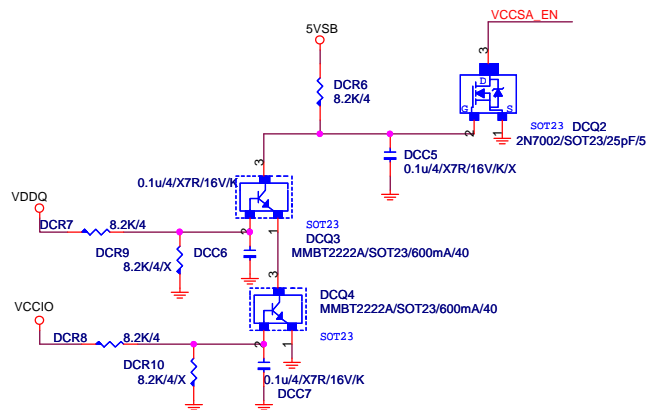 VCCSA_EN
5VSB
3
DCR6
8.2K/4
D
G
S
2
1
SOT23 DCQ2
2N7002/SOT23/25pF/5
3
DCC5
0.1u/4/X7R/16V/K/X
0.1u/4/X7R/16V/K
VDDQ
SOT23
DCR7 8.2K/4
2
1
DCQ3
MMBT2222A/SOT23/600mA/40
DCR9
8.2K/4/X
DCC6
3
DCQ4
MMBT2222A/SOT23/600mA/40
VCCIO
SOT23
DCR8 8.2K/4
2
1
DCR10
8.2K/4/X
0.1u/4/X7R/16V/K
DCC7